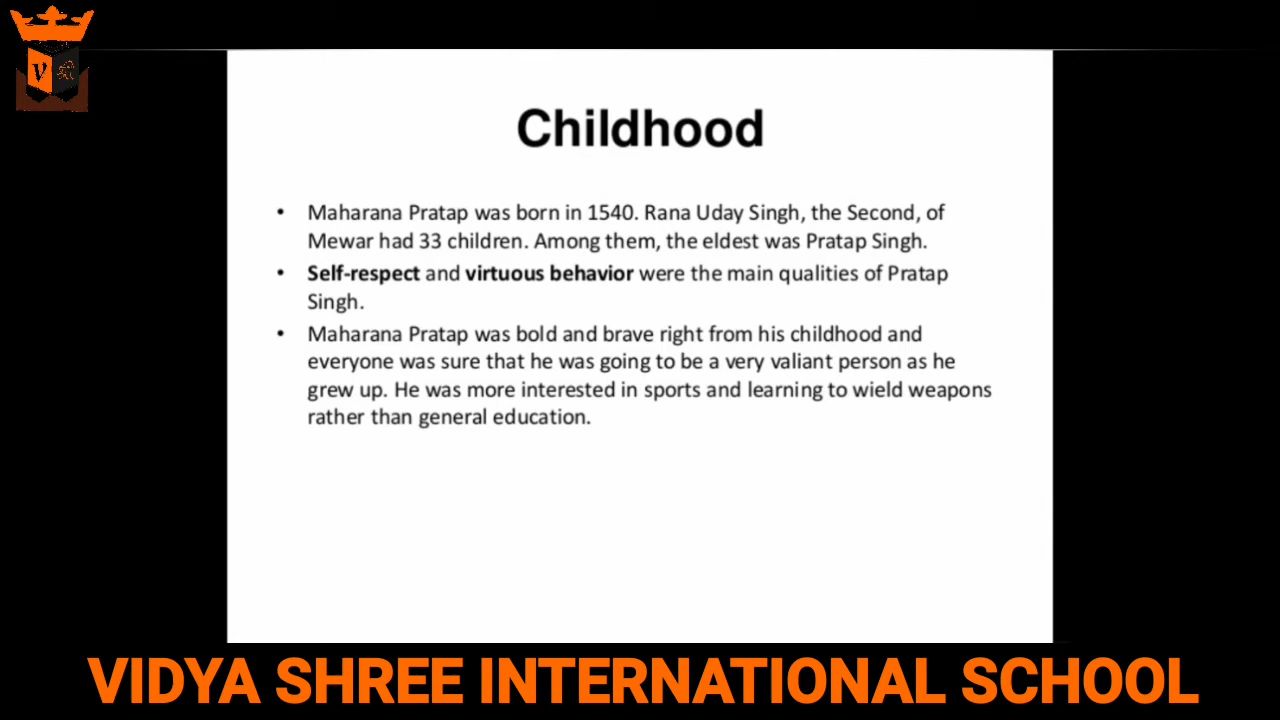 Childhood
• Maharana Pratap was born in 1540. Rana Uday Singh, the Second, of
Mewar had 33 children. Among them, the eldest was Pratap Singh.
• Self-respect and virtuous behavior were the main qualities of Pratap
Singh.
• Maharana Pratap was bold and brave right from his childhood and
everyone was sure that he was going to be a very valiant person as he
grew up. He was more interested in sports and learning to wield weapons
rather than general education.
VIDYA SHREE INTERNATIONAL SCHOOL